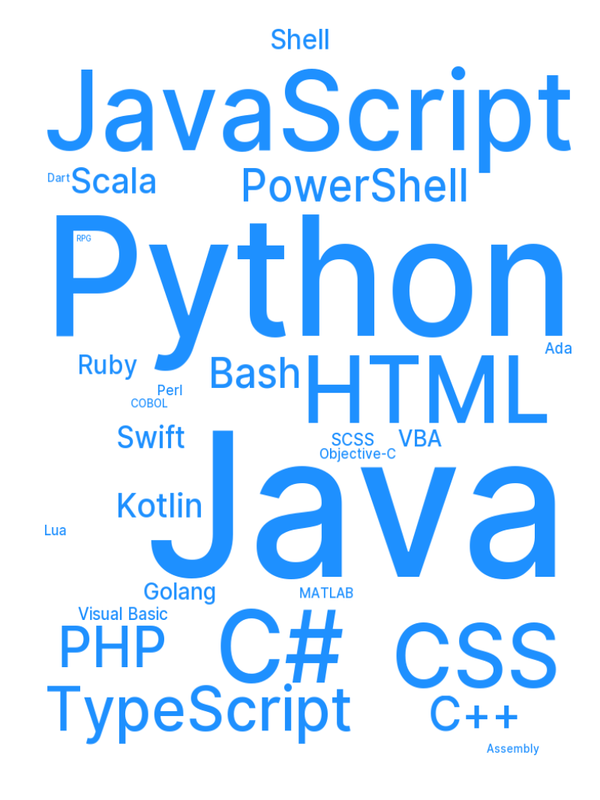 Shell
JavaScript
Dart Scala PowerShell
Python
RPG
Ada
Ruby Bash HTML
Perl
COBOL
Swift SCSS VBA
Objective-C
Java
Kotlin
Lua
Golang MATLAB
Visual Basic
PHP C# CSS
TypeScript C++
Assembly